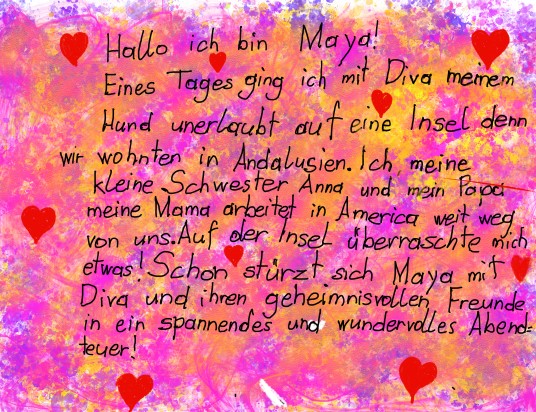 Hallo ich bin Maya!
Eines Tages ging ich mit Diva meinem
Hund unerlaubt auf eine Insel denn
wir wohnten in Andalusien. Ich meine
kleine Schwester Anna und mein Papa
meine Mama arbeitet in America weit weg
von uns. Auf der Insel überraschte mich
etwas! Schon stürzt sich Maya mit
Diva und ihren geheimnisvollen Freunde
in ein spannendes und wundervolles Abend=
teuer!